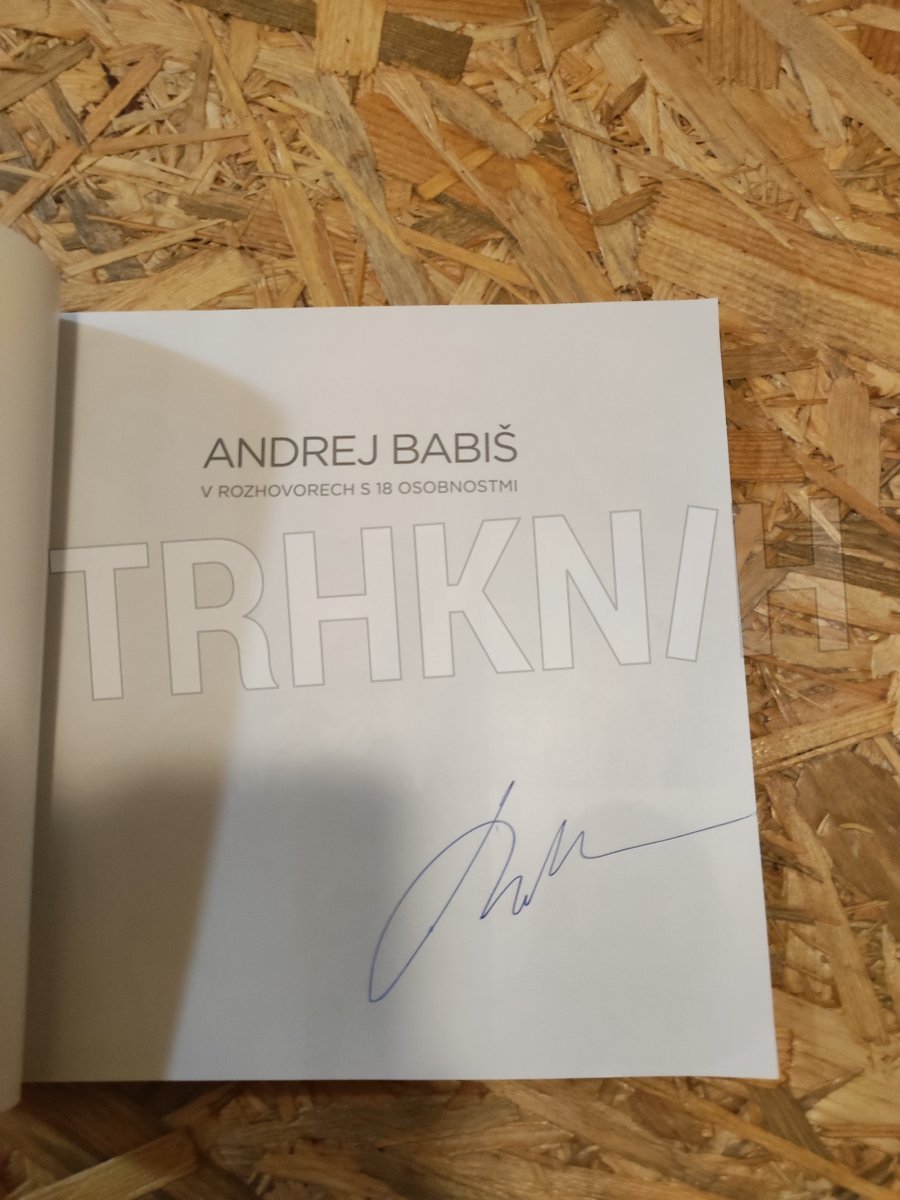 ANDREJ BABIŠ
V ROZHOVORECH S 18 OSOBNOSTMI
TRHKNIH